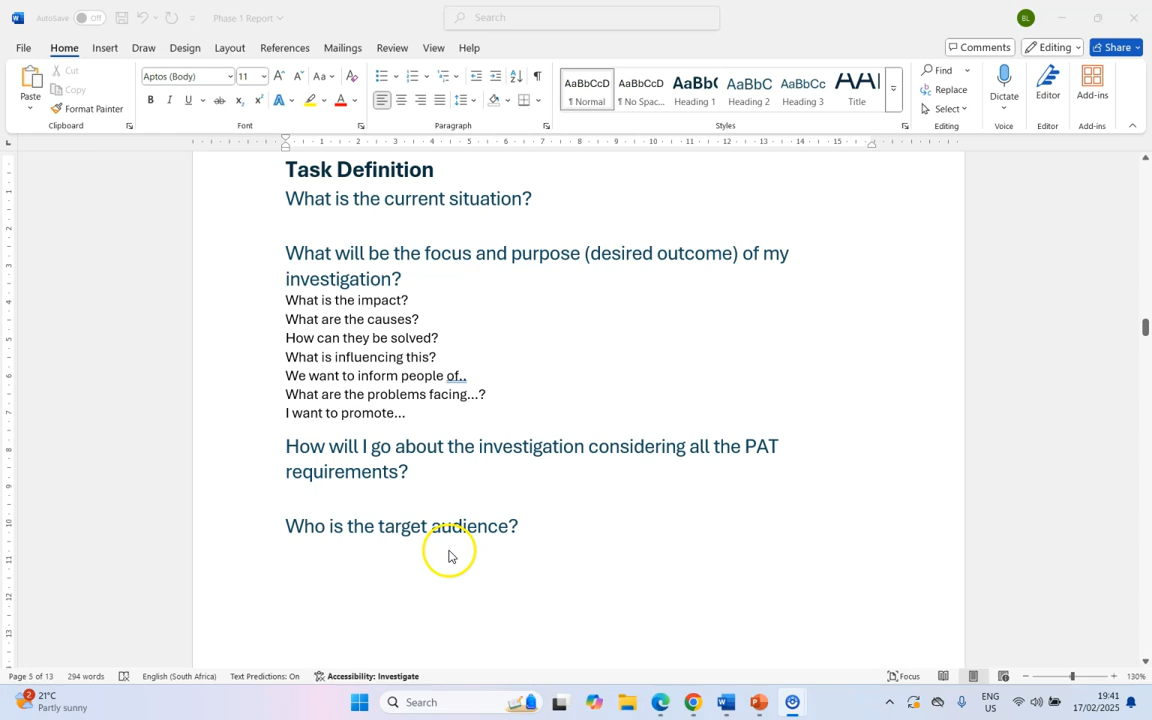 AutoSave Off Phase 1 Report Search BL
File Home Insert Draw Design Layout References Mailings Review View Help Comments Editing Share
Paste Cut Copy Format Painter Clipboard
Aptos (Body) 11 Font
Paragraph
AaBbCcD ¶ Normal
AaBbCcD ¶ No Spac...
AaBb( Heading 1
AaBbC Heading 2
AaBbCc Heading 3
AAI Title
Styles
Find Replace Select Editing
Dictate Voice
Editor Editor
Add-ins Add-ins
Task Definition
What is the current situation?
What will be the focus and purpose (desired outcome) of my
investigation?
What is the impact?
What are the causes?
How can they be solved?
What is influencing this?
We want to inform people of..
What are the problems facing...?
I want to promote...
How will I go about the investigation considering all the PAT
requirements?
Who is the target audience?
Page 5 of 13 294 words English (South Africa) Text Predictions: On Accessibility: Investigate Focus 130%
2 21°C
Partly sunny
Search
ENG
US
19:41
17/02/2025